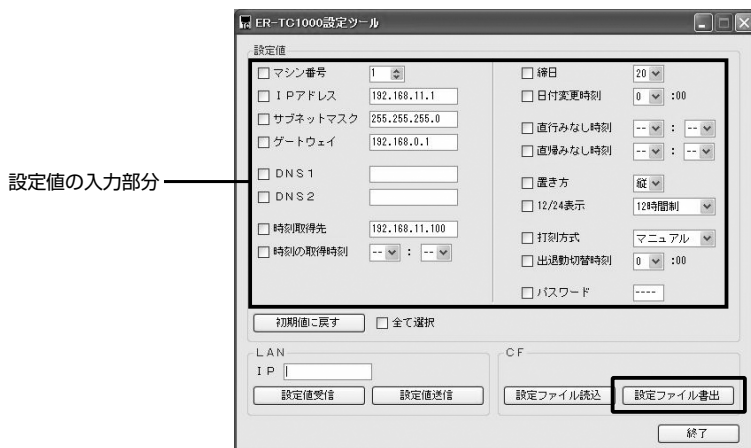 ER-TC1000設定ツール
設定値
マシン番号 1
IPアドレス 192.168.11.1
サブネットマスク 255.255.255.0
ゲートウェイ 192.168.0.1
DNS1
DNS2
時刻取得先 192.168.11.100
時刻の取得時刻 -- : --
締日 20
日付変更時刻 0 :00
直行みなし時刻 -- : --
直帰みなし時刻 -- : --
置き方 縦
12/24表示 12時間制
打刻方式 マニュアル
出退勤切替時刻 0 :00
パスワード ----
設定値の入力部分
初期値に戻す 全て選択
LAN
IP
設定値受信 設定値送信
CF
設定ファイル読込 設定ファイル書出
終了